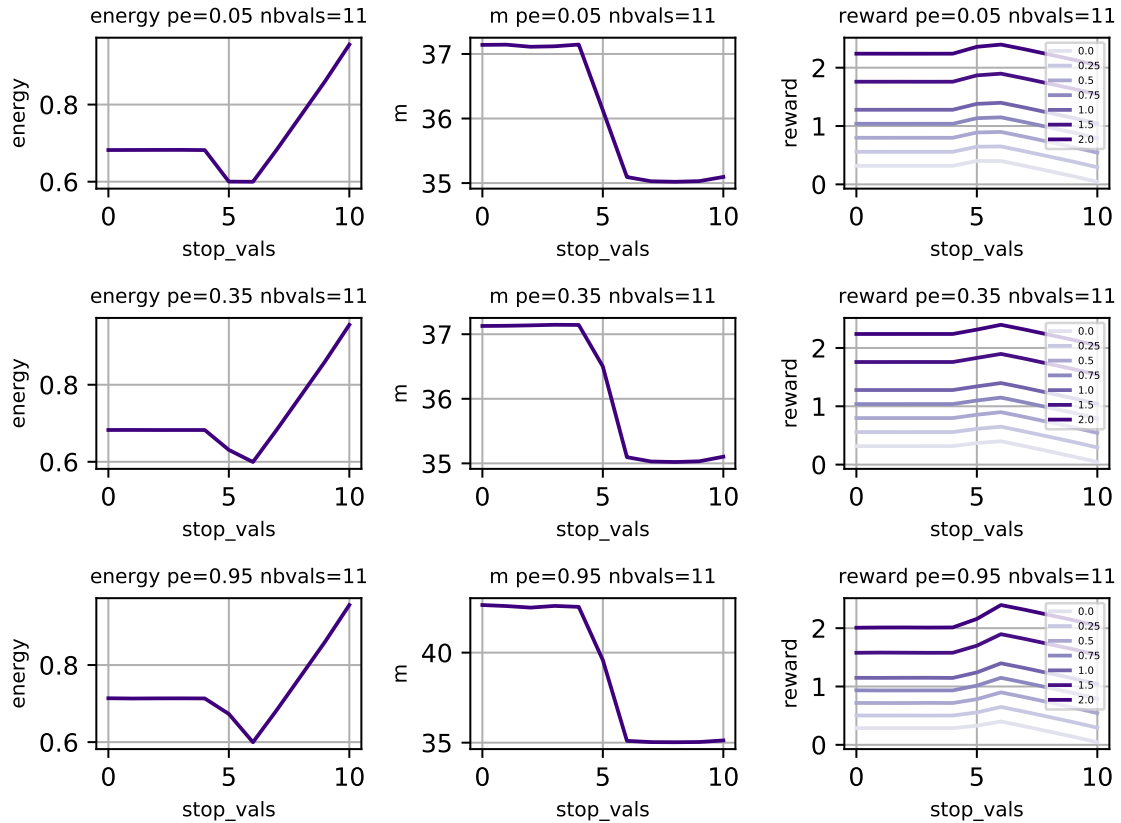 energy pe=0.05 nbvals=11
m pe=0.05 nbvals=11
reward pe=0.05 nbvals=11
energy
0.8
0.6
0
5
10
stop_vals
m
37
36
35
0
5
10
stop_vals
reward
2
1
0
0
5
10
stop_vals
0.0
0.25
0.5
0.75
1.0
1.5
2.0
energy pe=0.35 nbvals=11
m pe=0.35 nbvals=11
reward pe=0.35 nbvals=11
energy
0.8
0.6
0
5
10
stop_vals
m
37
36
35
0
5
10
stop_vals
reward
2
1
0
0
5
10
stop_vals
0.0
0.25
0.5
0.75
1.0
1.5
2.0
energy pe=0.95 nbvals=11
m pe=0.95 nbvals=11
reward pe=0.95 nbvals=11
energy
0.8
0.6
0
5
10
stop_vals
m
40
35
0
5
10
stop_vals
reward
2
1
0
0
5
10
stop_vals
0.0
0.25
0.5
0.75
1.0
1.5
2.0